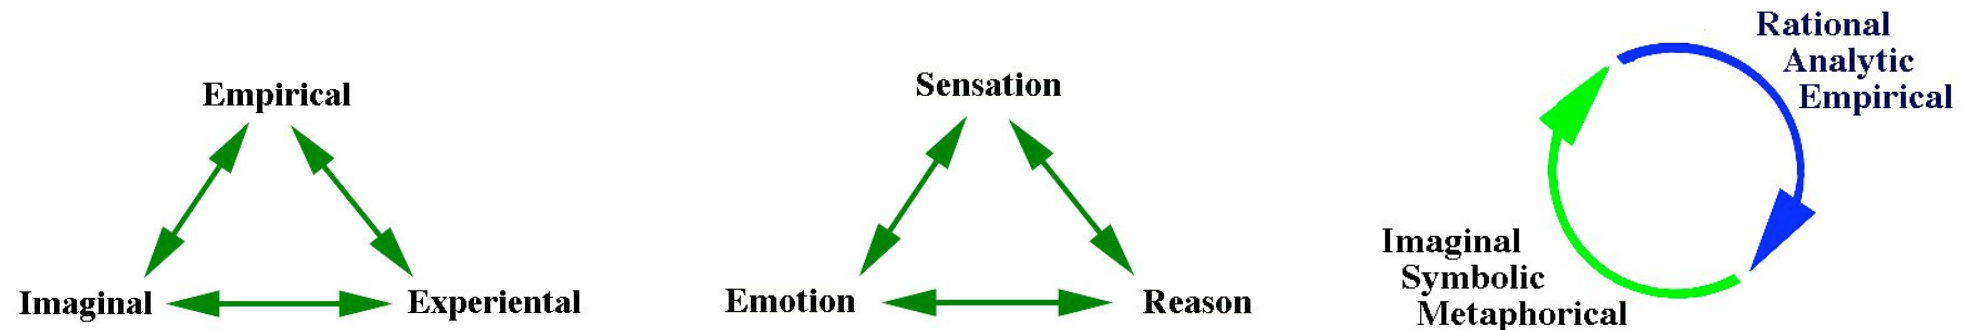 Empirical
Imaginal
Experiental
Sensation
Emotion
Reason
Rational
Analytic
Empirical
Imaginal
Symbolic
Metaphorical